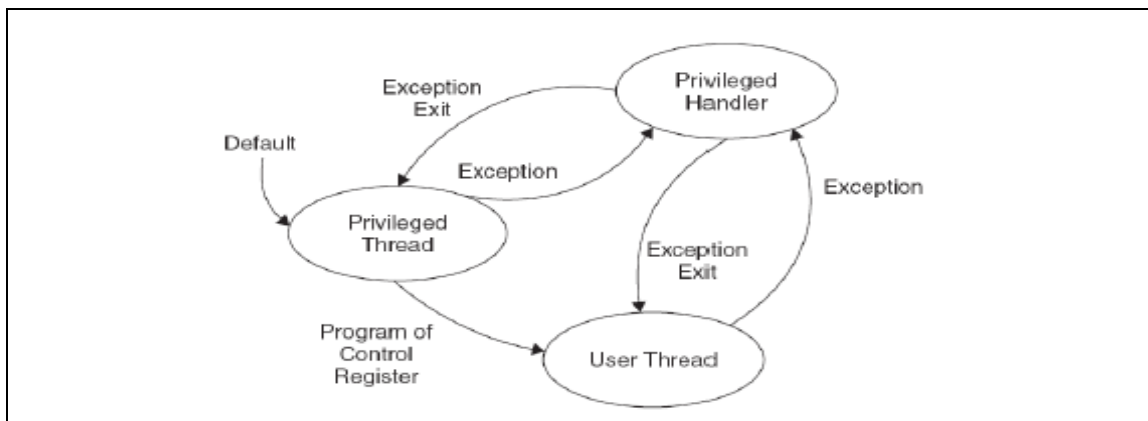 Privileged
Handler
Exception
Exit
Default
Exception
Exception
Privileged
Thread
Exception
Exit
Program of
Control
Register
User Thread